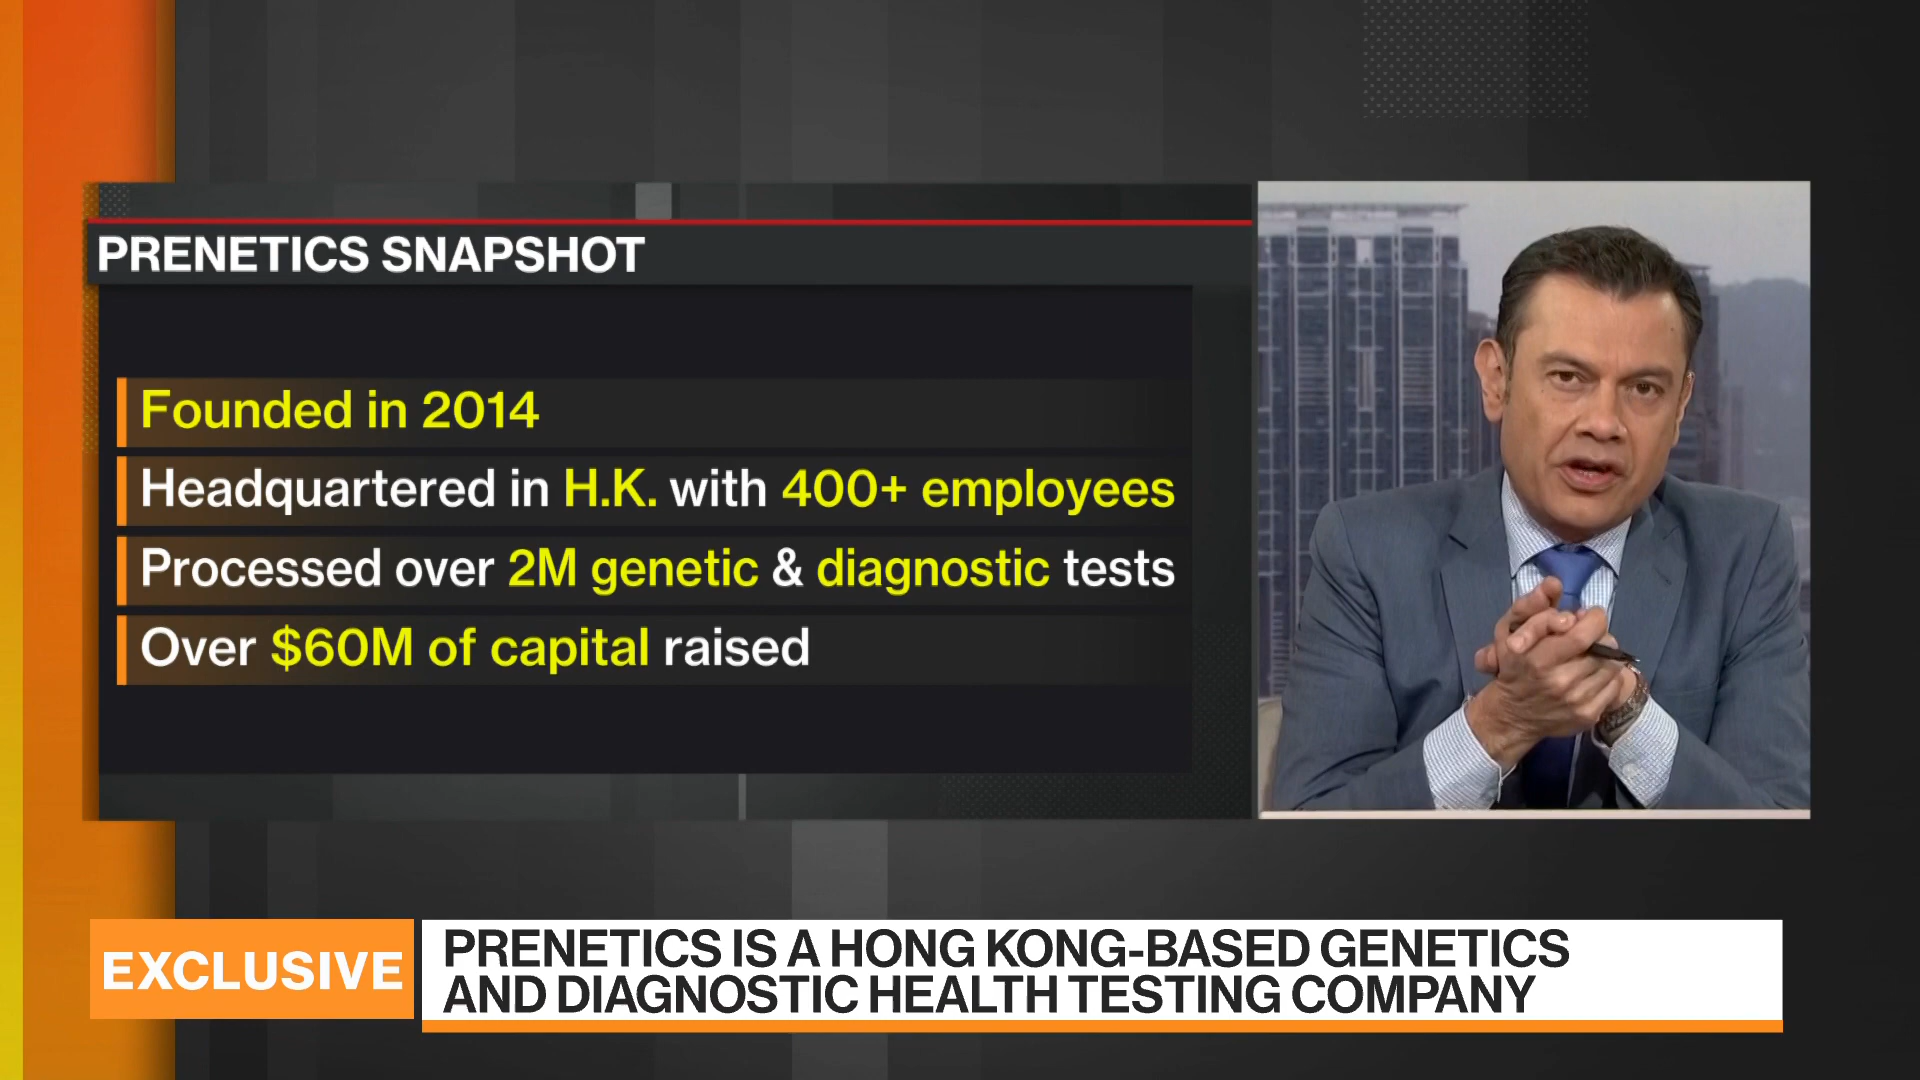 PRENETICS SNAPSHOT
Founded in 2014
Headquartered in H.K. with 400+ employees
Processed over 2M genetic & diagnostic tests
Over $60M of capital raised
EXCLUSIVE
PRENETICS IS A HONG KONG-BASED GENETICS
AND DIAGNOSTIC HEALTH TESTING COMPANY